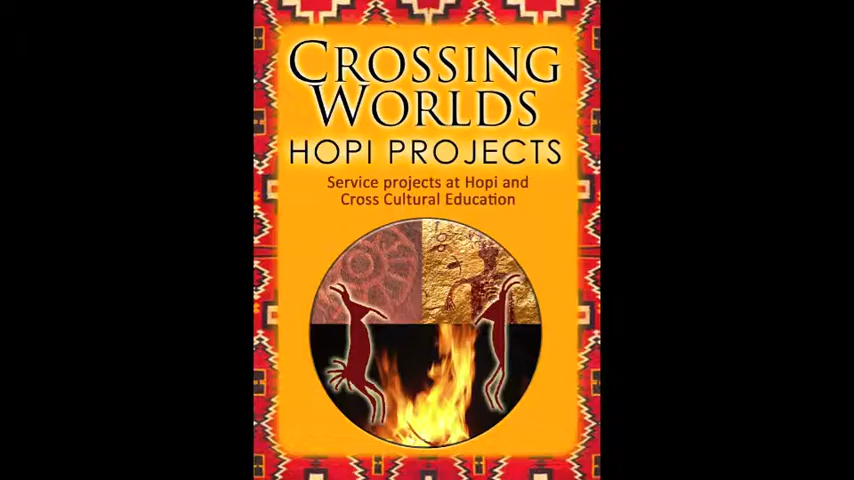 CROSSING
WORLDS
HOPI PROJECTS
Service projects at Hopi and
Cross Cultural Education